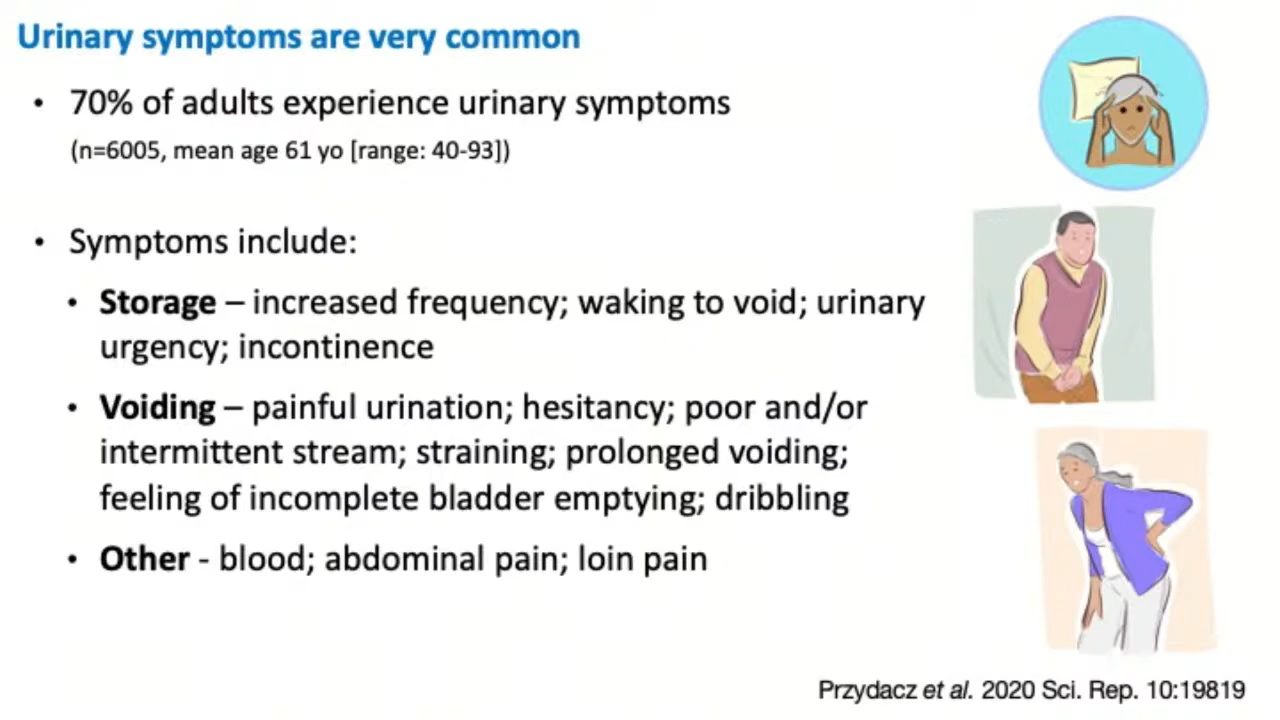 Urinary symptoms are very common
• 70% of adults experience urinary symptoms
(n=6005, mean age 61 yo [range: 40-93])
• Symptoms include:
• Storage – increased frequency; waking to void; urinary
urgency; incontinence
• Voiding – painful urination; hesitancy; poor and/or
intermittent stream; straining; prolonged voiding;
feeling of incomplete bladder emptying; dribbling
• Other - blood; abdominal pain; loin pain
Przydacz et al. 2020 Sci. Rep. 10:19819